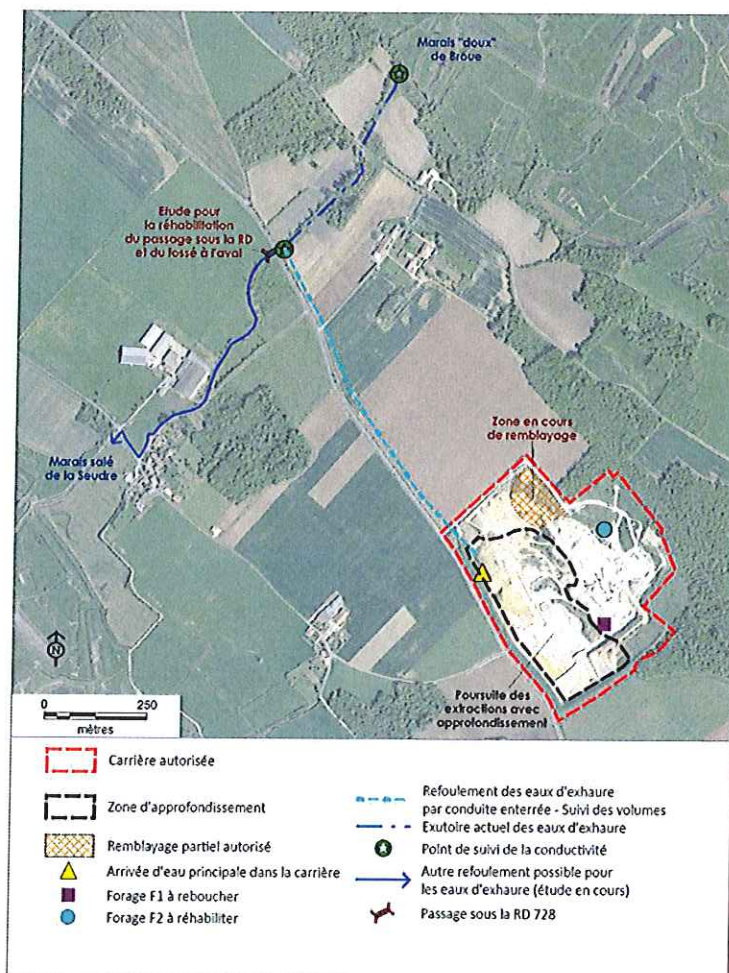 Marais "doux"
de Broue
Etude pour
la réhabilitation
du passage sous la RD
et du fossé à l'aval
Zone en cours
de remblayage
Marais salé
de la Seudre
N
Poursuite des
extractions avec
approfondissement
0 250
mètres
Carrière autorisée
Zone d'approfondissement
Remblayage partiel autorisé
Arrivée d'eau principale dans la carrière
Forage F1 à reboucher
Forage F2 à réhabiliter
Refoulement des eaux d'exhaure
par conduite enterrée - Suivi des volumes
Exutoire actuel des eaux d'exhaure
Point de suivi de la conductivité
Autre refoulement possible pour
les eaux d'exhaure (étude en cours)
Passage sous la RD 728